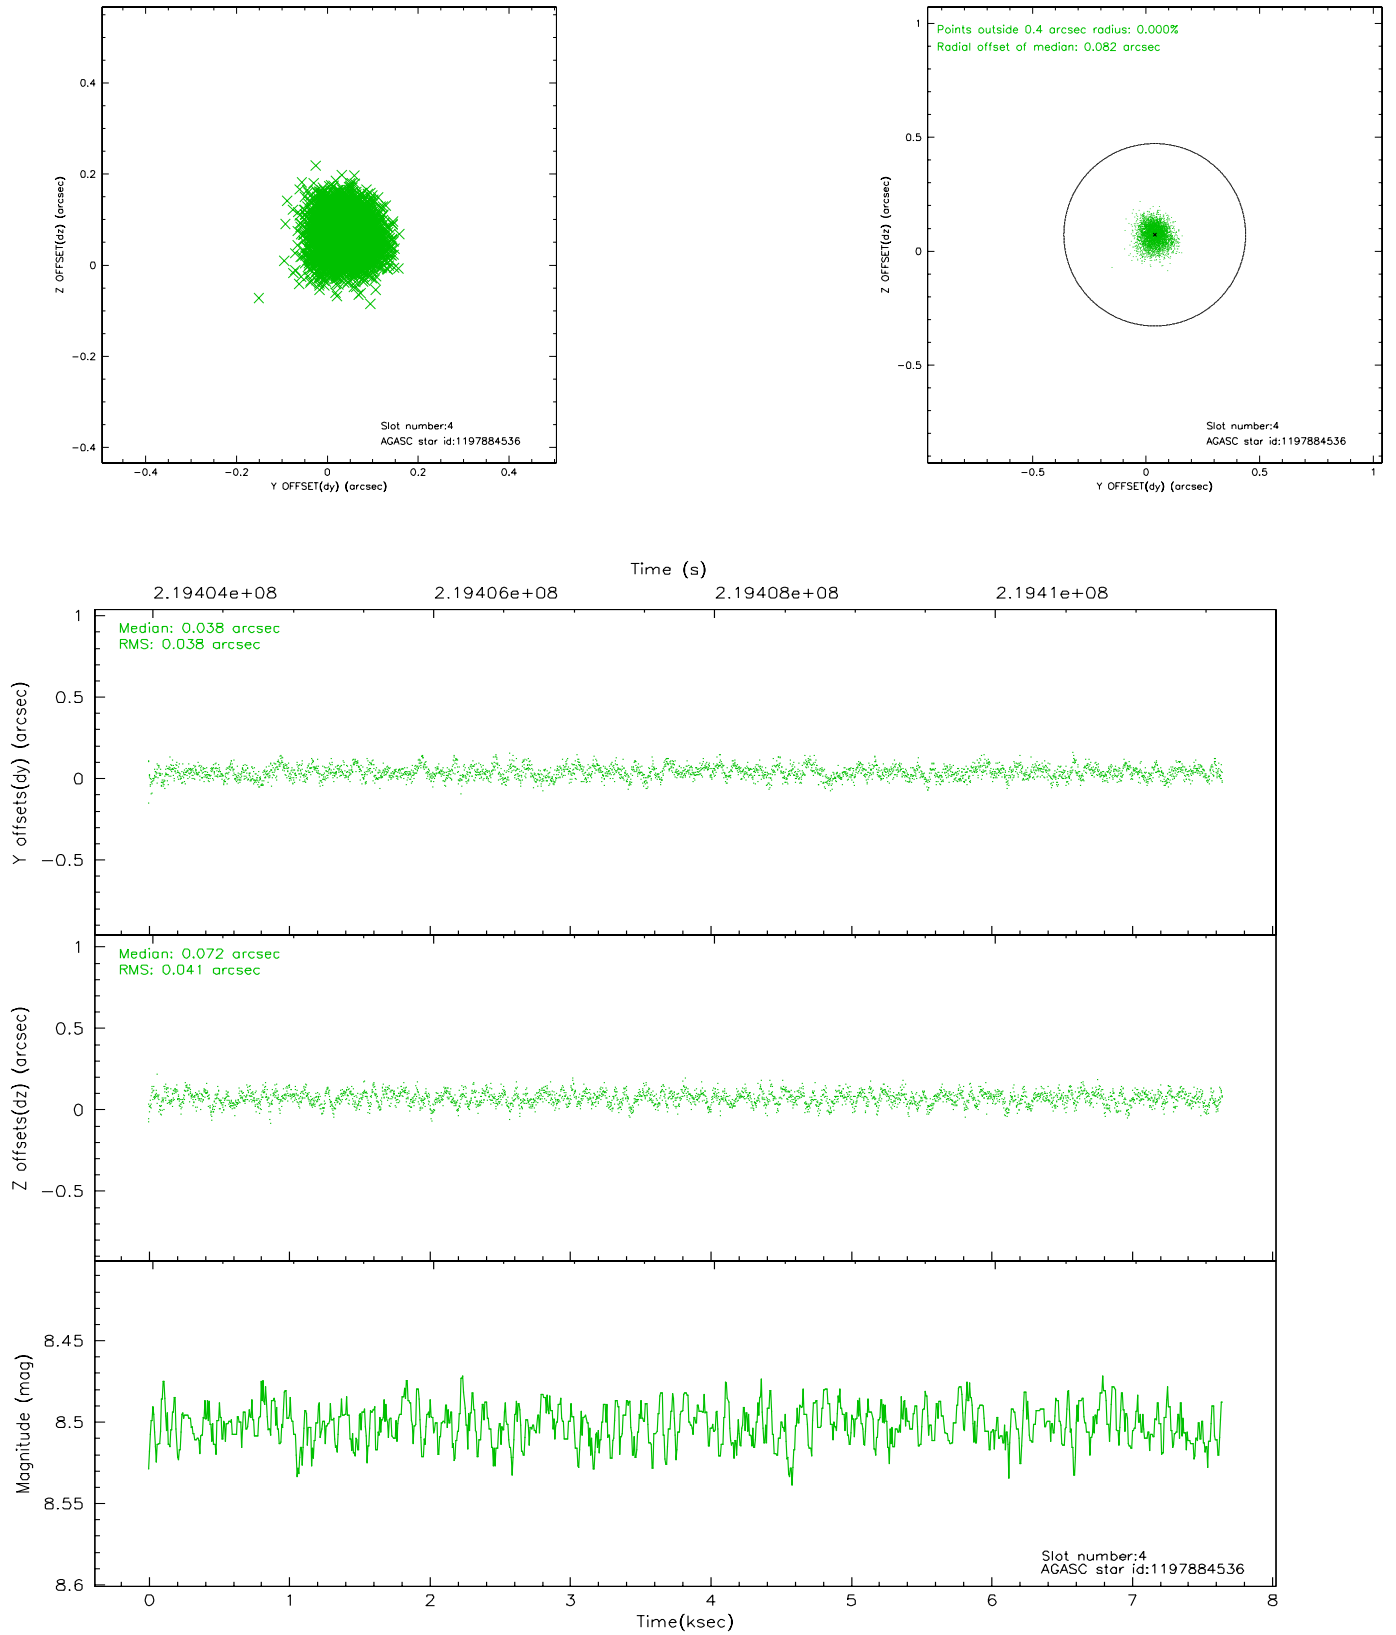 0.4
0.2
0
-0.2
-0.4
Z OFFSET(dz) (arcsec)
Slot number:4
AGASC star id:1197884536
-0.4 -0.2 0 0.2 0.4
Y OFFSET(dy) (arcsec)
Points outside 0.4 arcsec radius: 0.000%
Radial offset of median: 0.082 arcsec
1
0.5
0
-0.5
Z OFFSET(dz) (arcsec)
Slot number:4
AGASC star id:1197884536
-0.5 0 0.5 1
Y OFFSET(dy) (arcsec)
Time (s)
2.19404e+08 2.19406e+08 2.19408e+08 2.1941e+08
Median: 0.038 arcsec
RMS: 0.038 arcsec
1
0.5
0
-0.5
Y offsets(dy) (arcsec)
Median: 0.072 arcsec
RMS: 0.041 arcsec
1
0.5
0
-0.5
Z offsets(dz) (arcsec)
8.45
8.5
8.55
8.6
Magnitude (mag)
Slot number:4
AGASC star id:1197884536
0 1 2 3 4 5 6 7 8
Time(ksec)